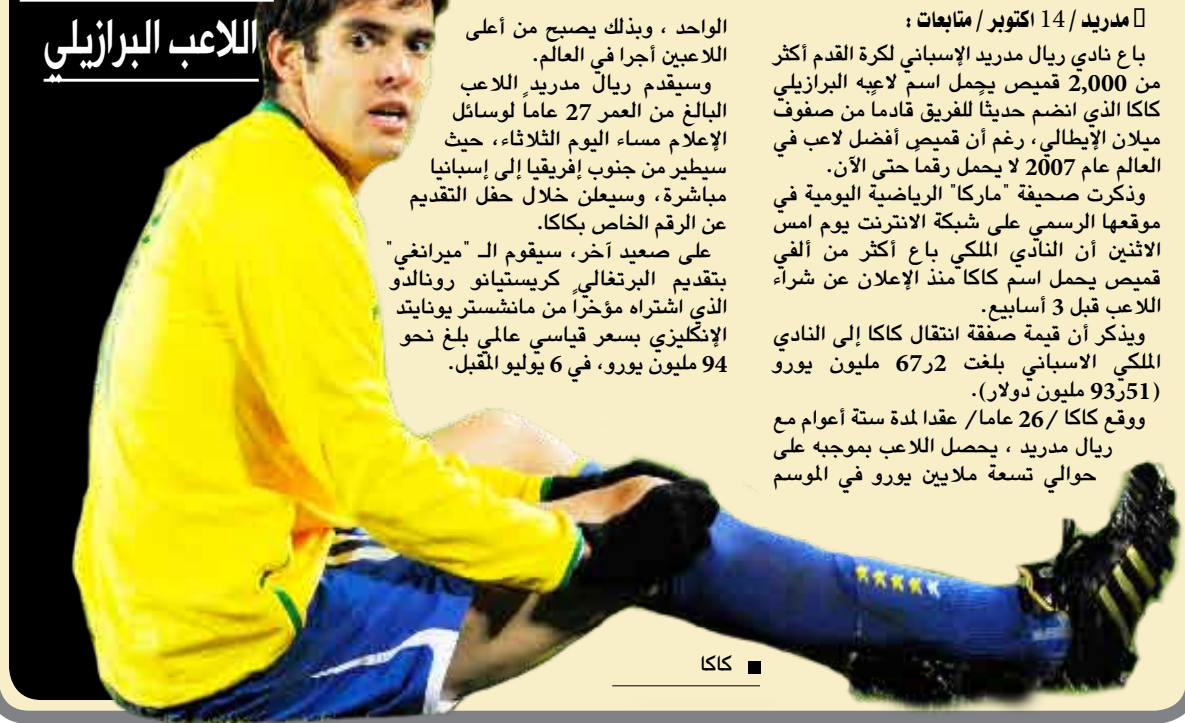 اللاعب البرازيلي
مدريد / 14 اكتوبر / متابعات :
باع نادي ريال مدريد الإسباني لكرة القدم أكثر
من 2,000 قميص يحمل اسم لاعبه البرازيلي
كاكا الذي انضم حديثا للفريق قادما من صفوف
ميلان الإيطالي، رغم أن قميص أفضل لاعب في
العالم عام 2007 لا يحمل رقما حتى الآن.
وذكرت صحيفة "ماركا" الرياضية اليومية في
موقعها الرسمي على شبكة الانترنت يوم امس
الاثنين أن النادي الملكي باع أكثر من ألفي
قميص يحمل اسم كاكا منذ الإعلان عن شراء
اللاعب قبل 3 أسابيع.
ويذكر أن قيمة صفقة انتقال كاكا إلى النادي
الملكي الاسباني بلغت 2ر67 مليون يورو
(51ر93 مليون دولار).
ووقع كاكا /26 عاما/ عقدا لمدة ستة أعوام مع
ريال مدريد ، يحصل اللاعب بموجبه على
حوالي تسعة ملايين يورو في الموسم
الواحد ، وبذلك يصبح من أعلى
اللاعبين أجرا في العالم.
وسيقدم ريال مدريد اللاعب
البالغ من العمر 27 عاماً لوسائل
الإعلام مساء اليوم الثلاثاء، حيث
سيطير من جنوب إفريقيا إلى إسبانيا
مباشرة، وسيعلن خلال حفل التقديم
عن الرقم الخاص بكاكا.
على صعيد آخر، سيقوم الـ "ميرانغي"
بتقديم البرتغالي كريستيانو رونالدو
الذي اشتراه مؤخراً من مانشستر يونايتد
الإنكليزي بسعر قياسي عالمي بلغ نحو
94 مليون يورو، في 6 يوليو المقبل.
كاكا